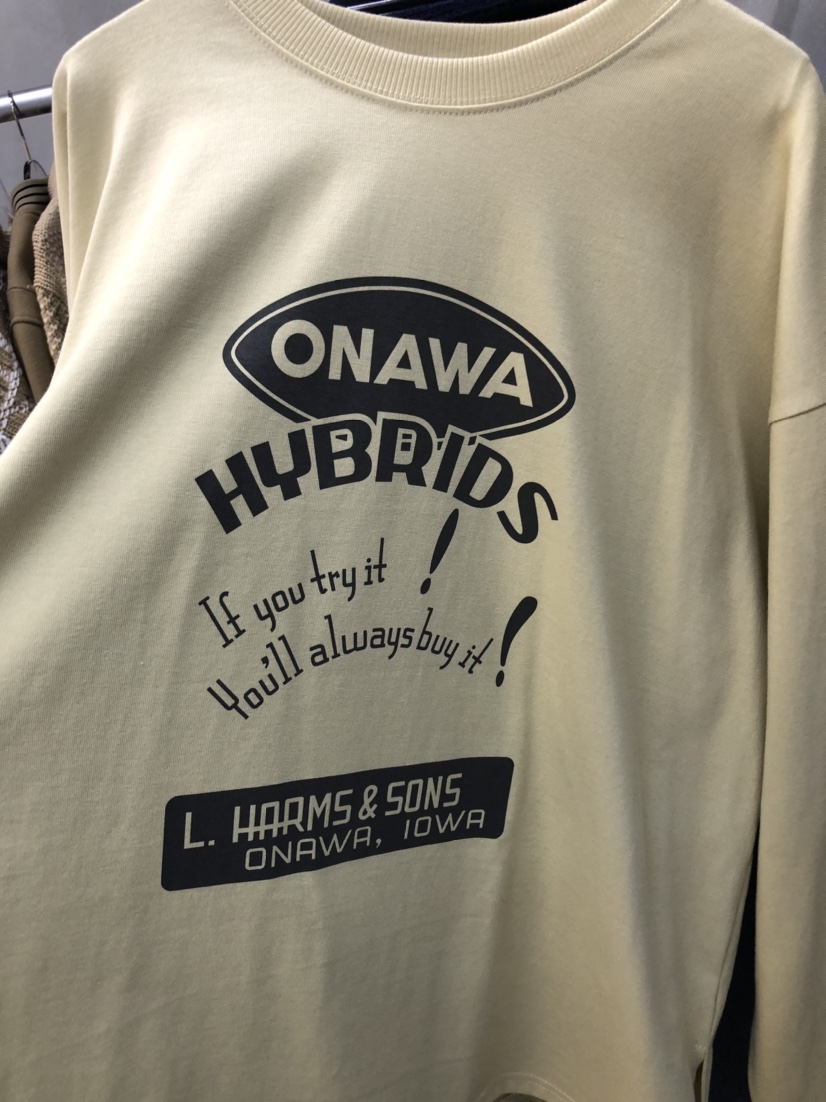 ONAWA
HYBRIDS
If you try it !
You'll always buy it!
L. HARMS & SONS
ONAWA, IOWA